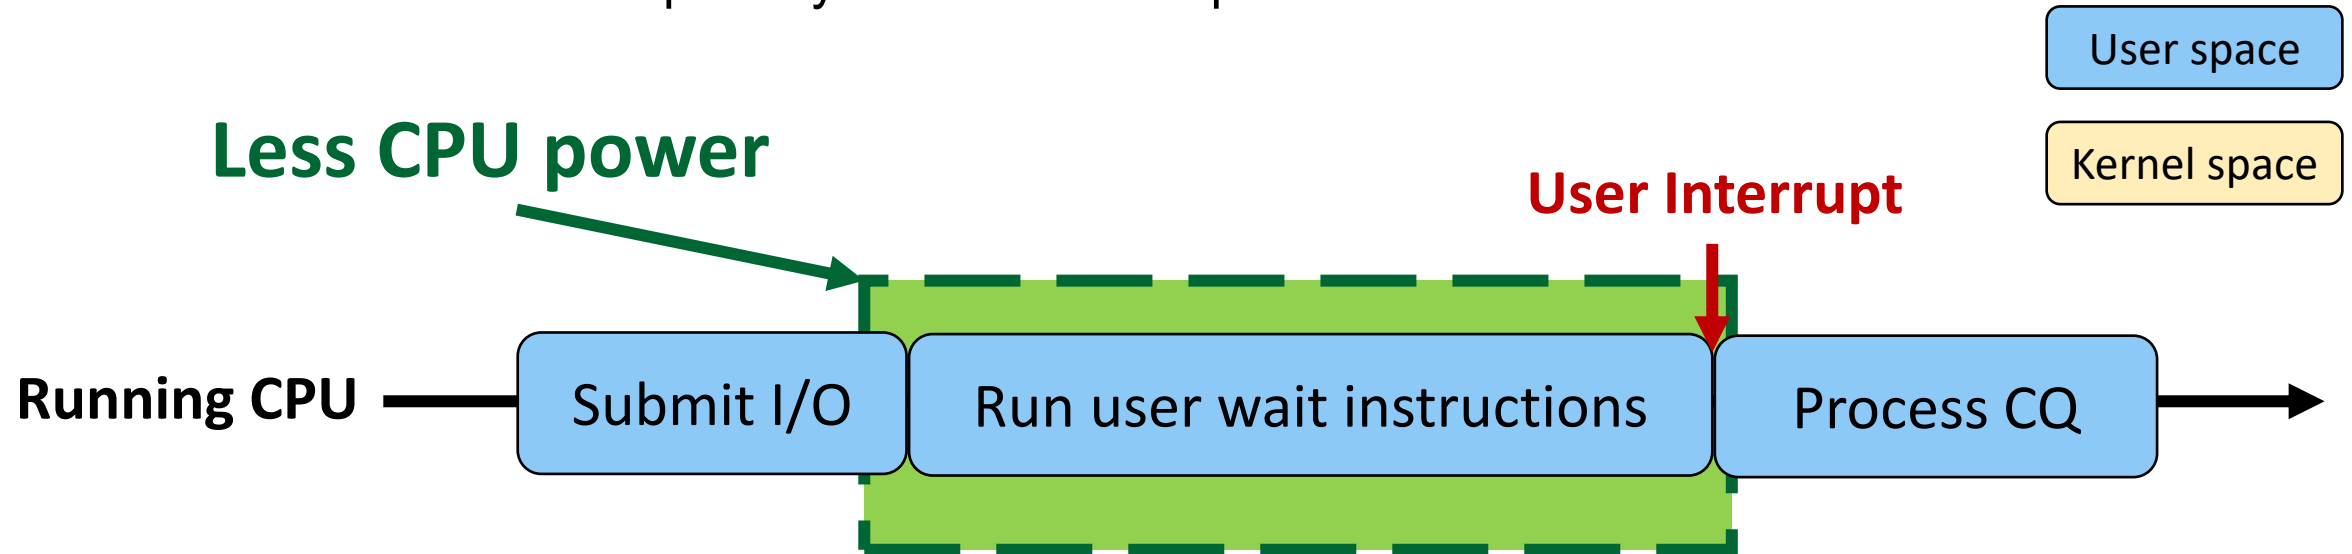 User space
Kernel space
Less CPU power
User Interrupt
Running CPU
Submit I/O
Run user wait instructions
Process CQ